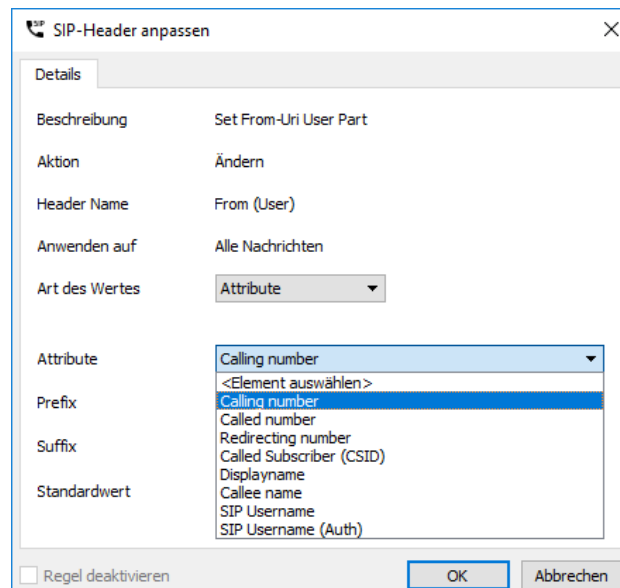 SIP SIP-Header anpassen
Details
Beschreibung Set From-Uri User Part
Aktion Ändern
Header Name From (User)
Anwenden auf Alle Nachrichten
Art des Wertes Attribute
Attribute Calling number
<Element auswählen>
Prefix Calling number
Called number
Redirecting number
Suffix Called Subscriber (CSID)
Displayname
Standardwert Callee name
SIP Username
SIP Username (Auth)
Regel deaktivieren OK Abbrechen